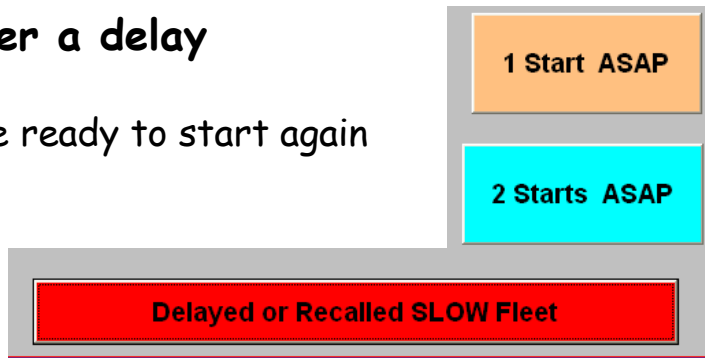 er a delay
1 Start ASAP
e ready to start again
2 Starts ASAP
Delayed or Recalled SLOW Fleet